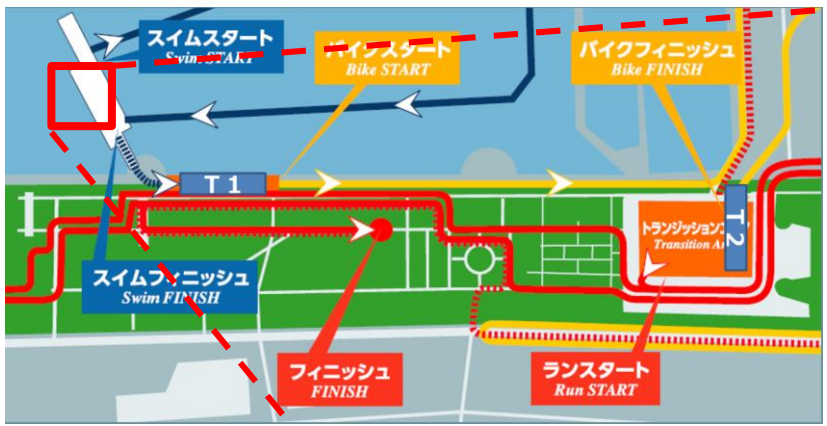 スイムスタート
Swim START
バイクスタート
Bike START
バイクフィニッシュ
Bike FINISH
T 1
T 2
トランジッション
Transition
スイムフィニッシュ
Swim FINISH
フィニッシュ
FINISH
ランスタート
Run START